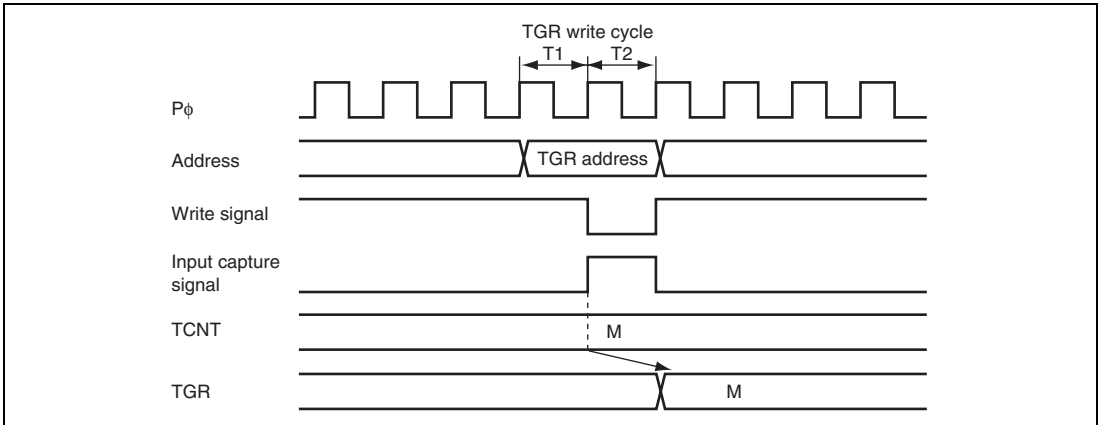 TGR write cycle
T1 T2
Pϕ
Address
TGR address
Write signal
Input capture
signal
TCNT
M
TGR
M